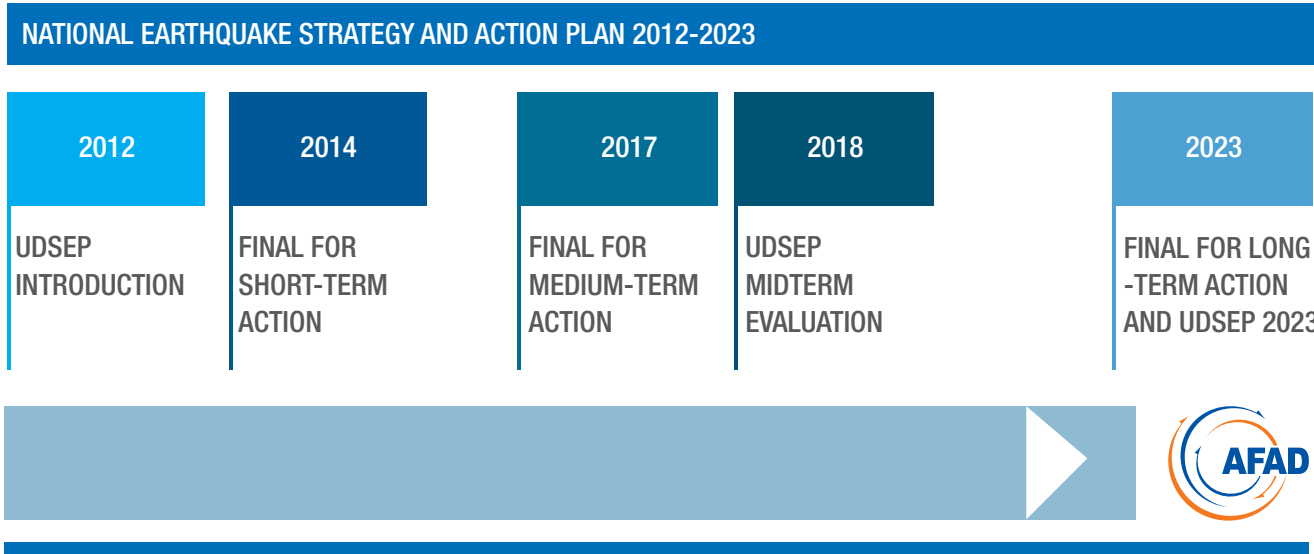 NATIONAL EARTHQUAKE STRATEGY AND ACTION PLAN 2012-2023
2012
UDSEP
INTRODUCTION
2014
FINAL FOR
SHORT-TERM
ACTION
2017
FINAL FOR
MEDIUM-TERM
ACTION
2018
UDSEP
MIDTERM
EVALUATION
2023
FINAL FOR LONG
-TERM ACTION
AND UDSEP 2023
AFAD